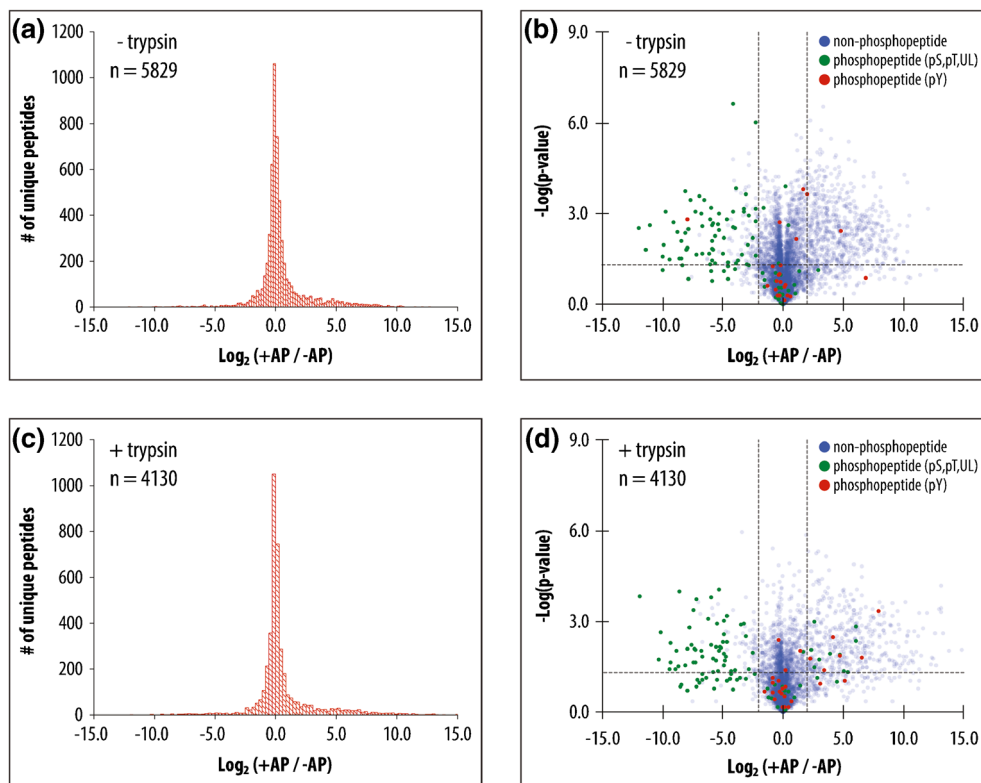 (a)
- trypsin
n = 5829
# of unique peptides
1200
1000
800
600
400
200
0
-15.0 -10.0 -5.0 0.0 5.0 10.0 15.0
Log2 (+AP / -AP)
(b)
- trypsin
n = 5829
non-phosphopeptide
phosphopeptide (pS,pT,UL)
phosphopeptide (pY)
-Log(p-value)
9.0
6.0
3.0
0.0
-15.0 -10.0 -5.0 0.0 5.0 10.0 15.0
Log2 (+AP / -AP)
(c)
+ trypsin
n = 4130
# of unique peptides
1200
1000
800
600
400
200
0
-15.0 -10.0 -5.0 0.0 5.0 10.0 15.0
Log2 (+AP / -AP)
(d)
+ trypsin
n = 4130
non-phosphopeptide
phosphopeptide (pS,pT,UL)
phosphopeptide (pY)
-Log(p-value)
9.0
6.0
3.0
0.0
-15.0 -10.0 -5.0 0.0 5.0 10.0 15.0
Log2 (+AP / -AP)